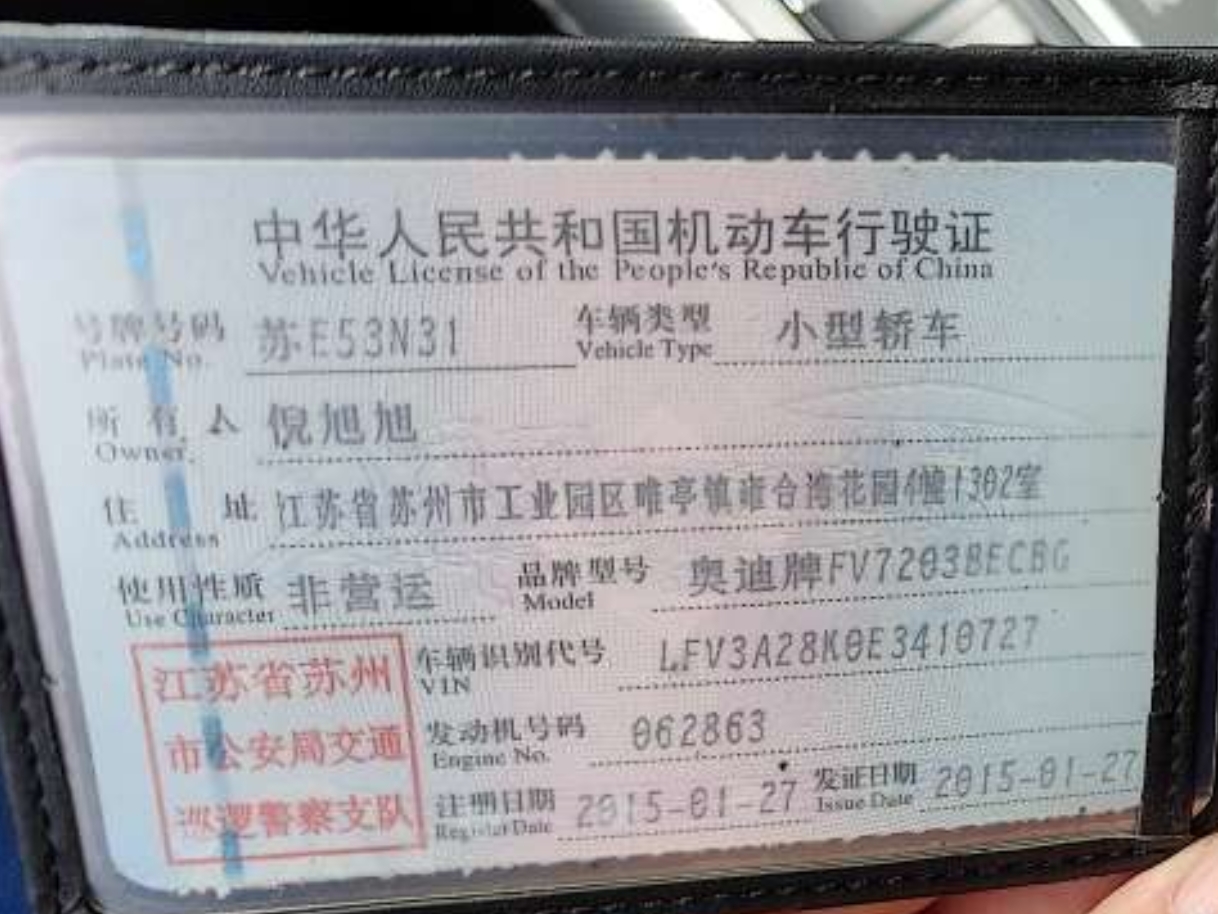 中华人民共和国机动车行驶证
Vehicle License of the People's Republic of China
号牌号码 苏E53N31 车辆类型 小型轿车
Plate No. Vehicle Type
所有人 倪旭旭
Owner
住址 江苏省苏州市工业园区唯亭镇雍合湾花园4幢1302室
Address
使用性质 非营运 品牌型号 奥迪牌FV7203BECBG
Use Character Model
江苏省苏州
市公安局交通
巡逻警察支队
车辆识别代号 LFV3A28K0E3410727
VIN
发动机号码 062863
Engine No.
注册日期 2015-01-27 发证日期 2015-01-27
Register Date Issue Date